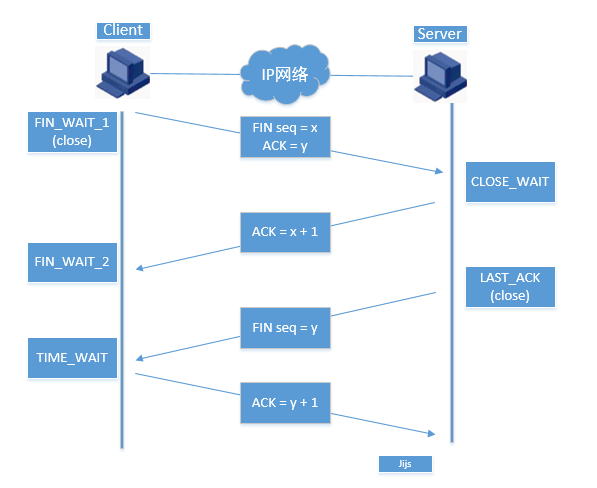 Client
Server
IP网络
FIN_WAIT_1
(close)
FIN seq = x
ACK = y
CLOSE_WAIT
ACK = x + 1
FIN_WAIT_2
LAST_ACK
(close)
FIN seq = y
TIME_WAIT
ACK = y + 1
Jijs